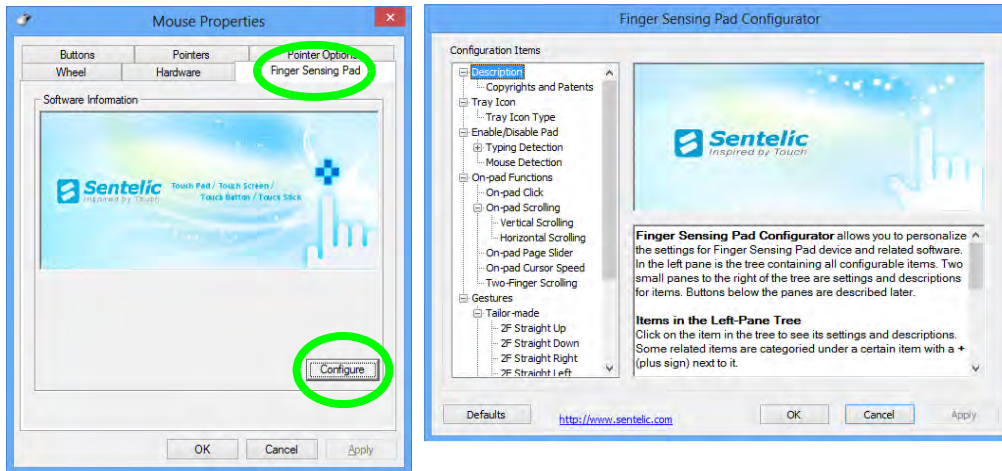 Mouse Properties
Buttons
Pointers
Pointer Options
Wheel
Hardware
Finger Sensing Pad
Software Information
Sentelic
Inspired by Touch
Touch Pad / Touch Screen /
Touch Button / Touch Stick
Configure
OK
Cancel
Apply
Finger Sensing Pad Configurator
Configuration Items
Description
Copyrights and Patents
Tray Icon
Tray Icon Type
Enable/Disable Pad
Typing Detection
Mouse Detection
On-pad Functions
On-pad Click
On-pad Scrolling
Vertical Scrolling
Horizontal Scrolling
On-pad Page Slider
On-pad Cursor Speed
Two-Finger Scrolling
Gestures
Tailor-made
2F Straight Up
2F Straight Down
2F Straight Right
2F Straight Left
Sentelic
Inspired by Touch
Finger Sensing Pad Configurator allows you to personalize
the settings for Finger Sensing Pad device and related software.
In the left pane is the tree containing all configurable items. Two
small panes to the right of the tree are settings and descriptions
for items. Buttons below the panes are described later.
Items in the Left-Pane Tree
Click on the item in the tree to see its settings and descriptions.
Some related items are categoried under a certain item with a +
(plus sign) next to it.
Defaults
http://www.sentelic.com
OK
Cancel
Apply